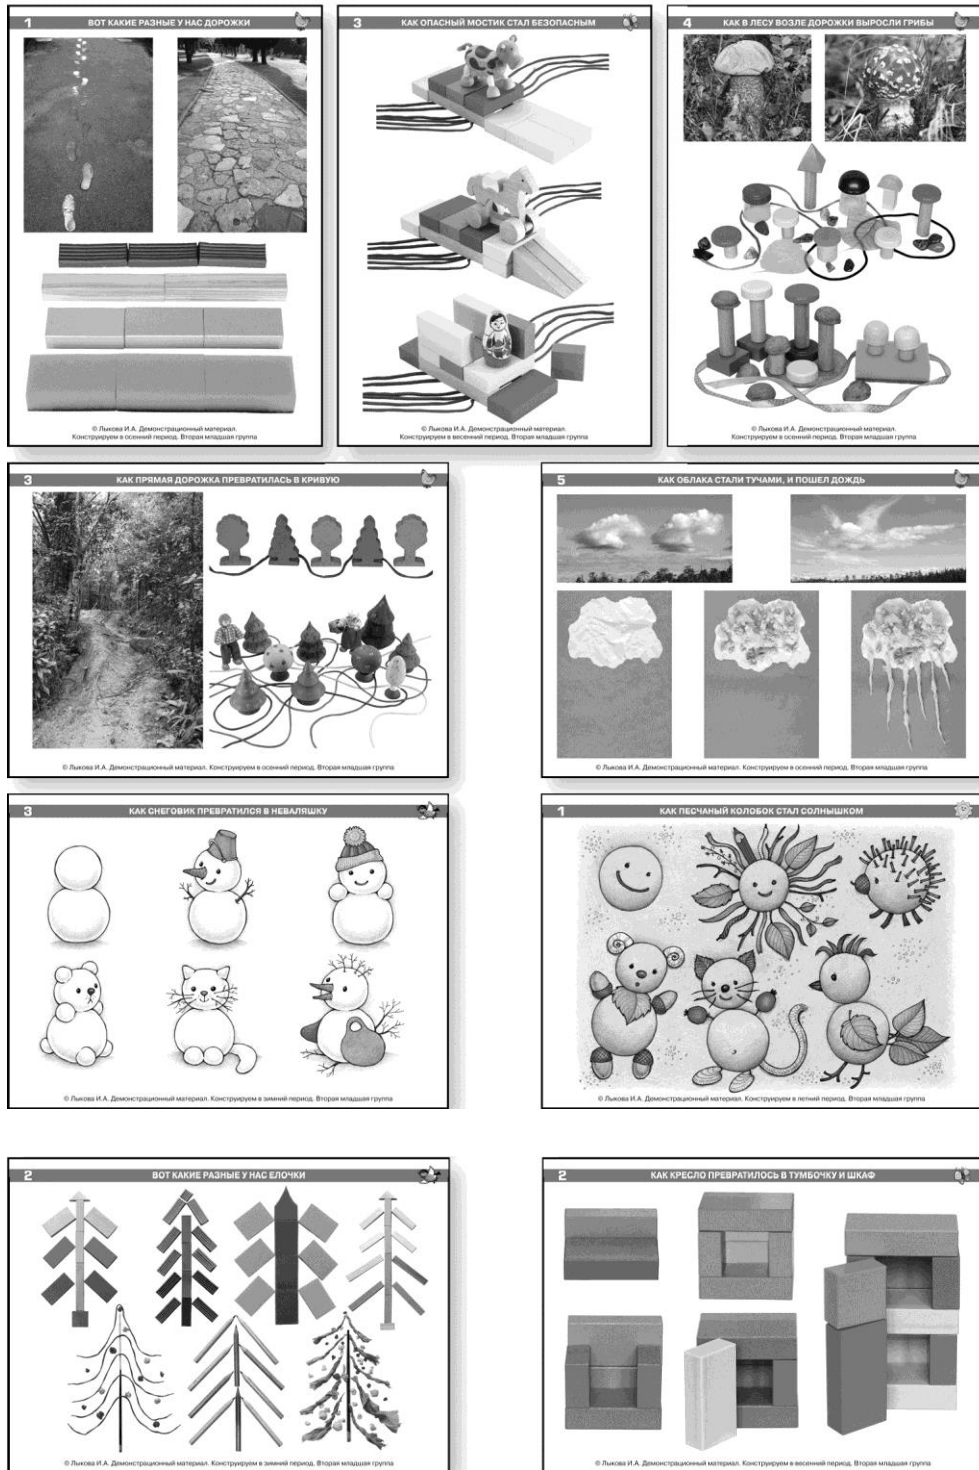 1 ВОТ КАКИЕ РАЗНЫЕ У НАС ДОРОЖКИ
© Лыкова И.А. Демонстрационный материал.
Конструируем в осенний период. Вторая младшая группа
3 КАК ОПАСНЫЙ МОСТИК СТАЛ БЕЗОПАСНЫМ
© Лыкова И.А. Демонстрационный материал.
Конструируем в весенний период. Вторая младшая группа
4 КАК В ЛЕСУ ВОЗЛЕ ДОРОЖКИ ВЫРОСЛИ ГРИБЫ
© Лыкова И.А. Демонстрационный материал.
Конструируем в осенний период. Вторая младшая группа
3 КАК ПРЯМАЯ ДОРОЖКА ПРЕВРАТИЛАСЬ В КРИВУЮ
© Лыкова И.А. Демонстрационный материал. Конструируем в осенний период. Вторая младшая группа
5 КАК ОБЛАКА СТАЛИ ТУЧАМИ, И ПОШЕЛ ДОЖДЬ
© Лыкова И.А. Демонстрационный материал. Конструируем в осенний период. Вторая младшая группа
3 КАК СНЕГОВИК ПРЕВРАТИЛСЯ В НЕВАЛЯШКУ
© Лыкова И.А. Демонстрационный материал. Конструируем в зимний период. Вторая младшая группа
1 КАК ПЕСЧАНЫЙ КОЛОБОК СТАЛ СОЛНЫШКОМ
© Лыкова И.А. Демонстрационный материал. Конструируем в летний период. Вторая младшая группа
2 ВОТ КАКИЕ РАЗНЫЕ У НАС ЕЛОЧКИ
© Лыкова И.А. Демонстрационный материал. Конструируем в зимний период. Вторая младшая группа
2 КАК КРЕСЛО ПРЕВРАТИЛОСЬ В ТУМБОЧКУ И ШКАФ
© Лыкова И.А. Демонстрационный материал. Конструируем в весенний период. Вторая младшая группа